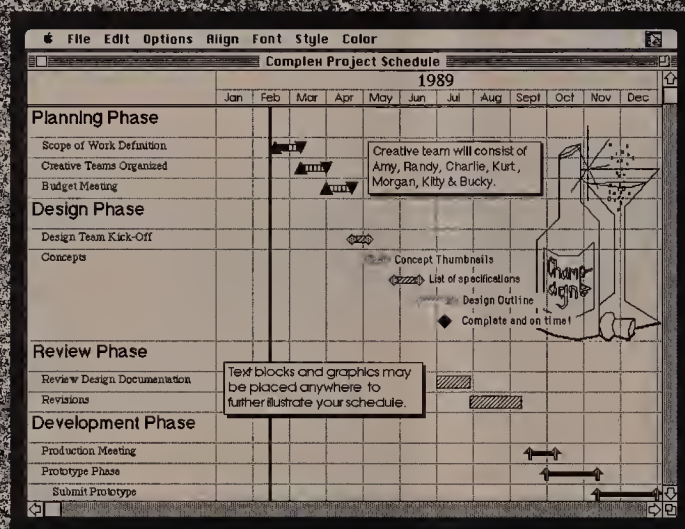 File Edit Options Align Font Style Color
Complex Project Schedule
1989
Jan Feb Mar Apr May Jun Jul Aug Sept Oct Nov Dec
Planning Phase
Scope of Work Definition
Creative Teams Organized
Budget Meeting
Creative team will consist of
Amy, Randy, Charlie, Kurt,
Morgan, Kitty & Bucky.
Design Phase
Design Team Kick-Off
Concepts
Concept Thumbnails
List of specifications
Design Outline
Complete and on time!
Champ-
agne
Review Phase
Review Design Documentation
Revisions
Text blocks and graphics may
be placed anywhere to
further illustrate your schedule.
Development Phase
Production Meeting
Prototype Phase
Submit Prototype